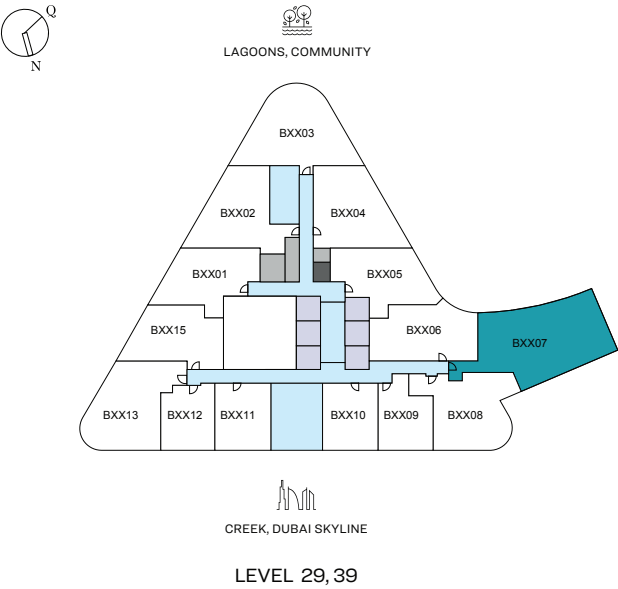 Q
N
LAGOONS, COMMUNITY
BXX03
BXX02
BXX04
BXX01
BXX05
BXX15
BXX06
BXX07
BXX13
BXX12
BXX11
BXX10
BXX09
BXX08
CREEK, DUBAI SKYLINE
LEVEL 29, 39